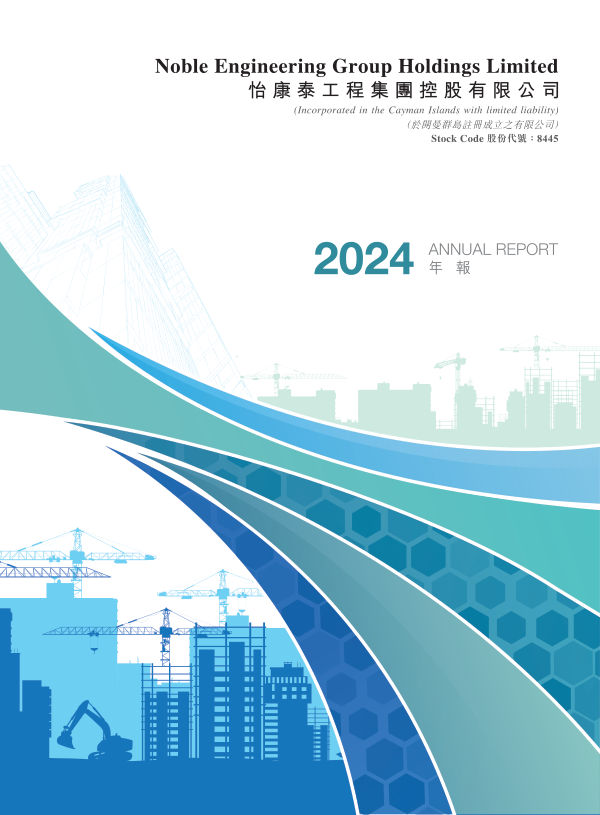 Noble Engineering Group Holdings Limited
怡康泰工程集團控股有限公司
(Incorporated in the Cayman Islands with limited liability)
(於開曼群島註冊成立之有限公司)
Stock Code 股份代號：8445
2024 ANNUAL REPORT
年報